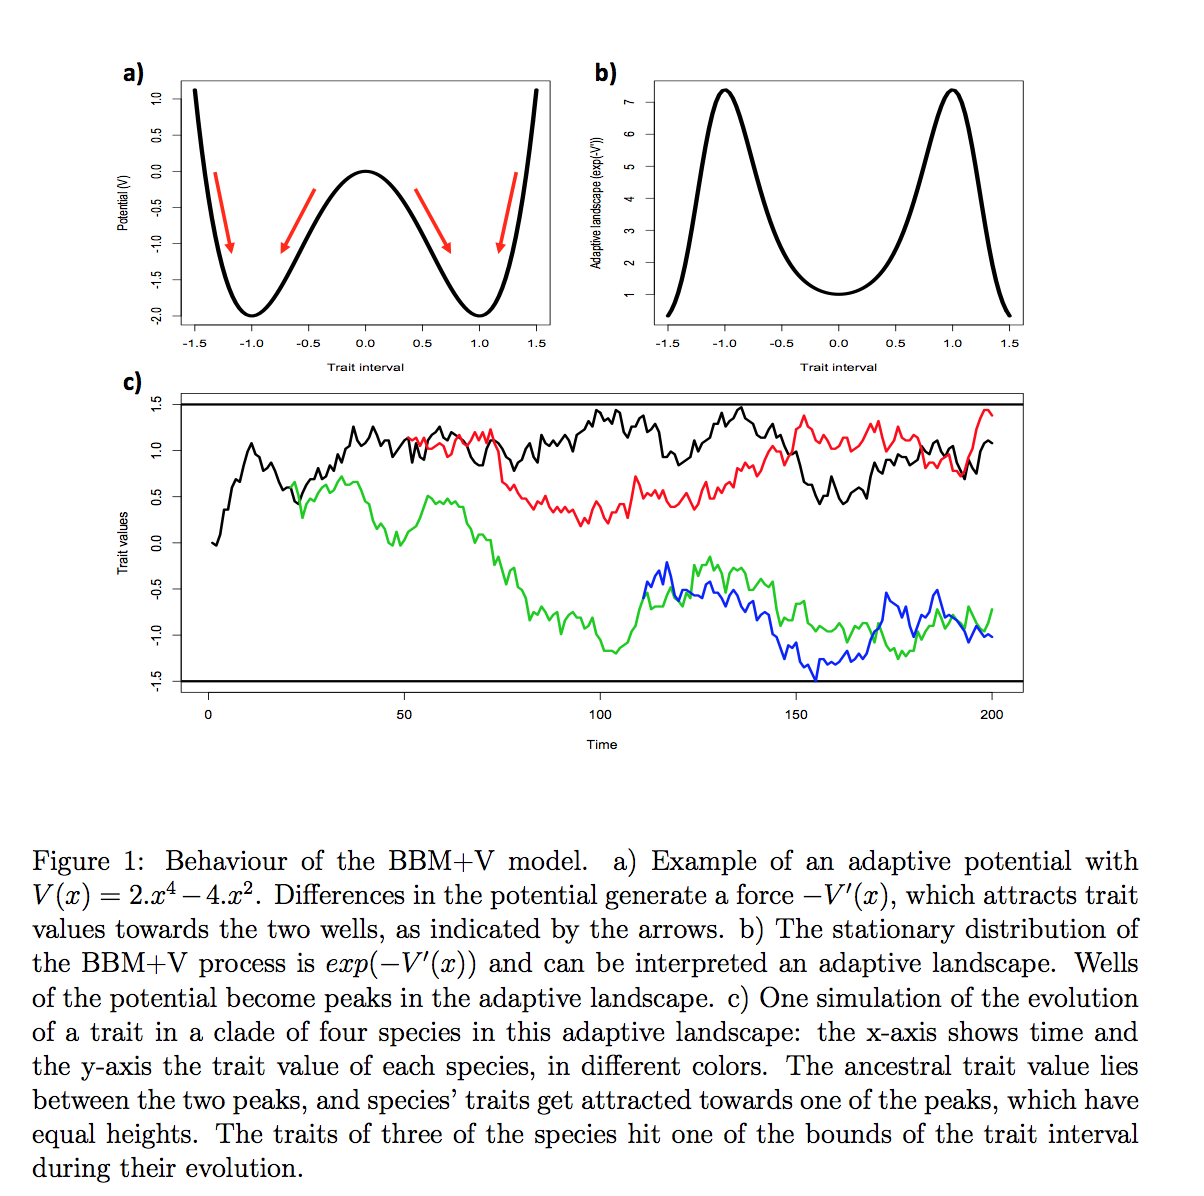 a)
Potential (V)
1.0
0.5
0.0
-0.5
-1.0
-1.5
-2.0
-1.5 -1.0 -0.5 0.0 0.5 1.0 1.5
Trait interval
b)
Adaptive landscape (exp(-V'))
7
6
5
4
3
2
1
-1.5 -1.0 -0.5 0.0 0.5 1.0 1.5
Trait interval
c)
Trait values
1.5
1.0
0.5
0.0
-0.5
-1.0
-1.5
0 50 100 150 200
Time
Figure 1: Behaviour of the BBM+V model. a) Example of an adaptive potential with
V(x) = 2.x⁴ − 4.x². Differences in the potential generate a force −V′(x), which attracts trait
values towards the two wells, as indicated by the arrows. b) The stationary distribution of
the BBM+V process is exp(−V′(x)) and can be interpreted an adaptive landscape. Wells
of the potential become peaks in the adaptive landscape. c) One simulation of the evolution
of a trait in a clade of four species in this adaptive landscape: the x-axis shows time and
the y-axis the trait value of each species, in different colors. The ancestral trait value lies
between the two peaks, and species' traits get attracted towards one of the peaks, which have
equal heights. The traits of three of the species hit one of the bounds of the trait interval
during their evolution.